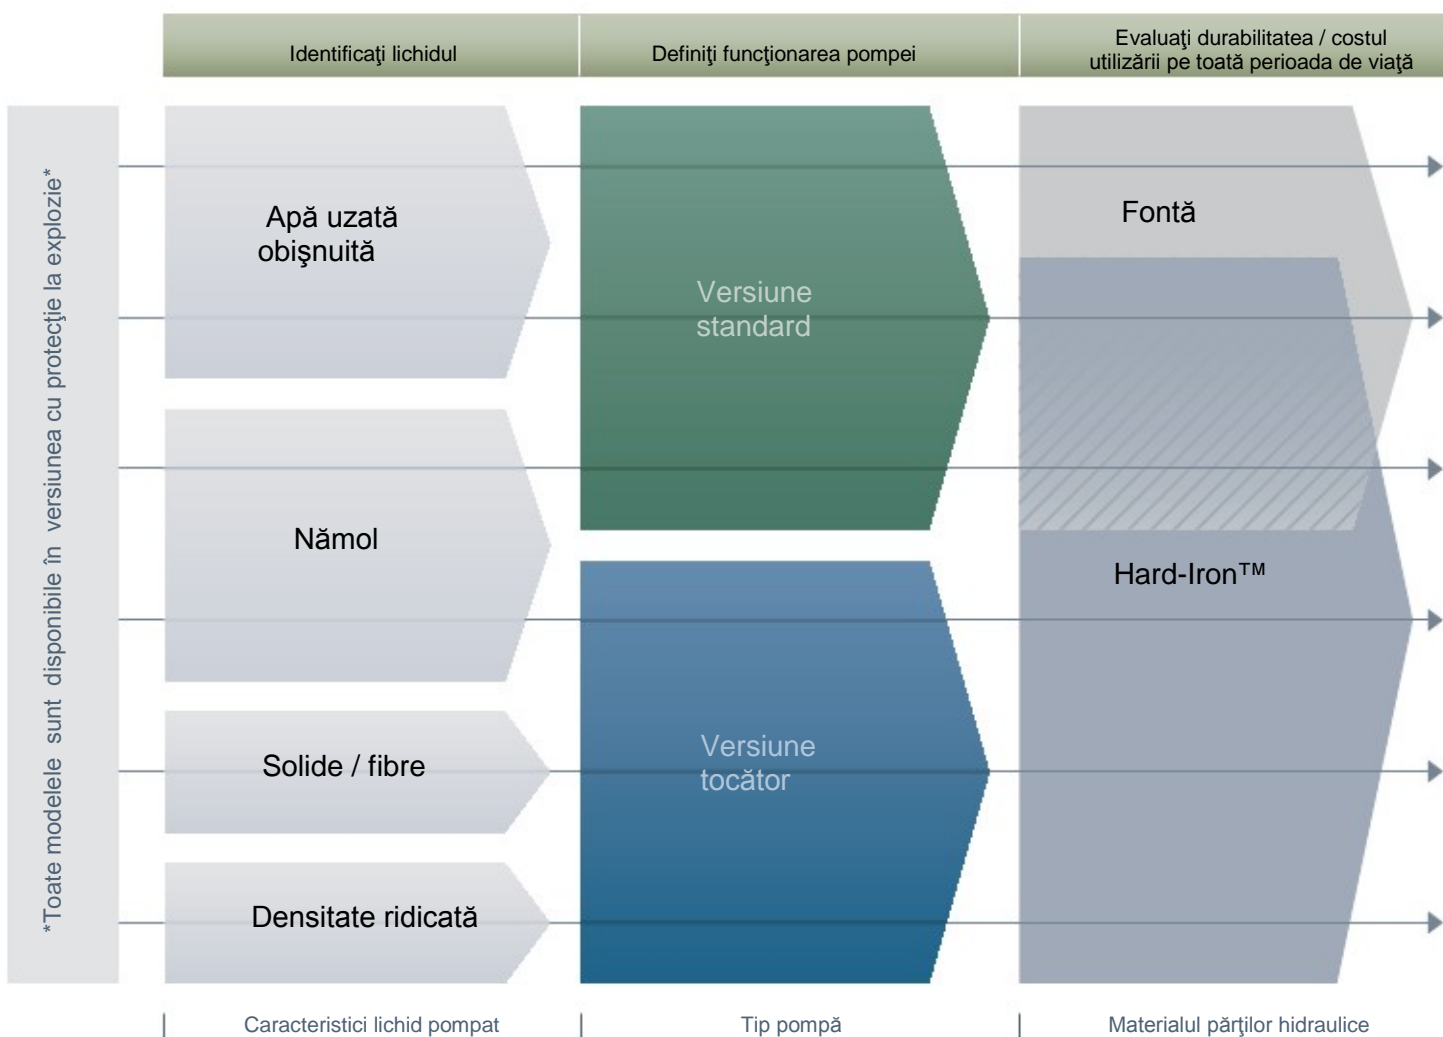 Identificaţi lichidul
Definiţi funcţionarea pompei
Evaluaţi durabilitatea / costul
utilizării pe toată perioada de viaţă
*Toate modelele sunt disponibile în versiunea cu protecţie la explozie*
Apă uzată
obişnuită
Nămol
Solide / fibre
Densitate ridicată
Versiune
standard
Versiune
tocător
Fontă
Hard-Iron™
Caracteristici lichid pompat
Tip pompă
Materialul părţilor hidraulice